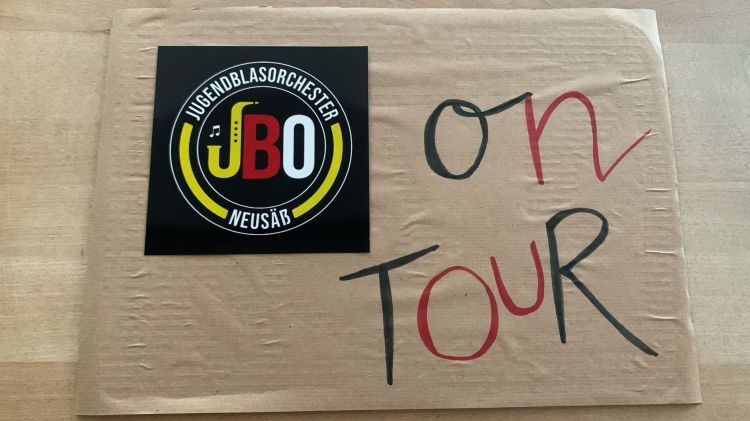 JUGENDBLASORCHESTER
JBO
NEUSÄß
on
TOUR